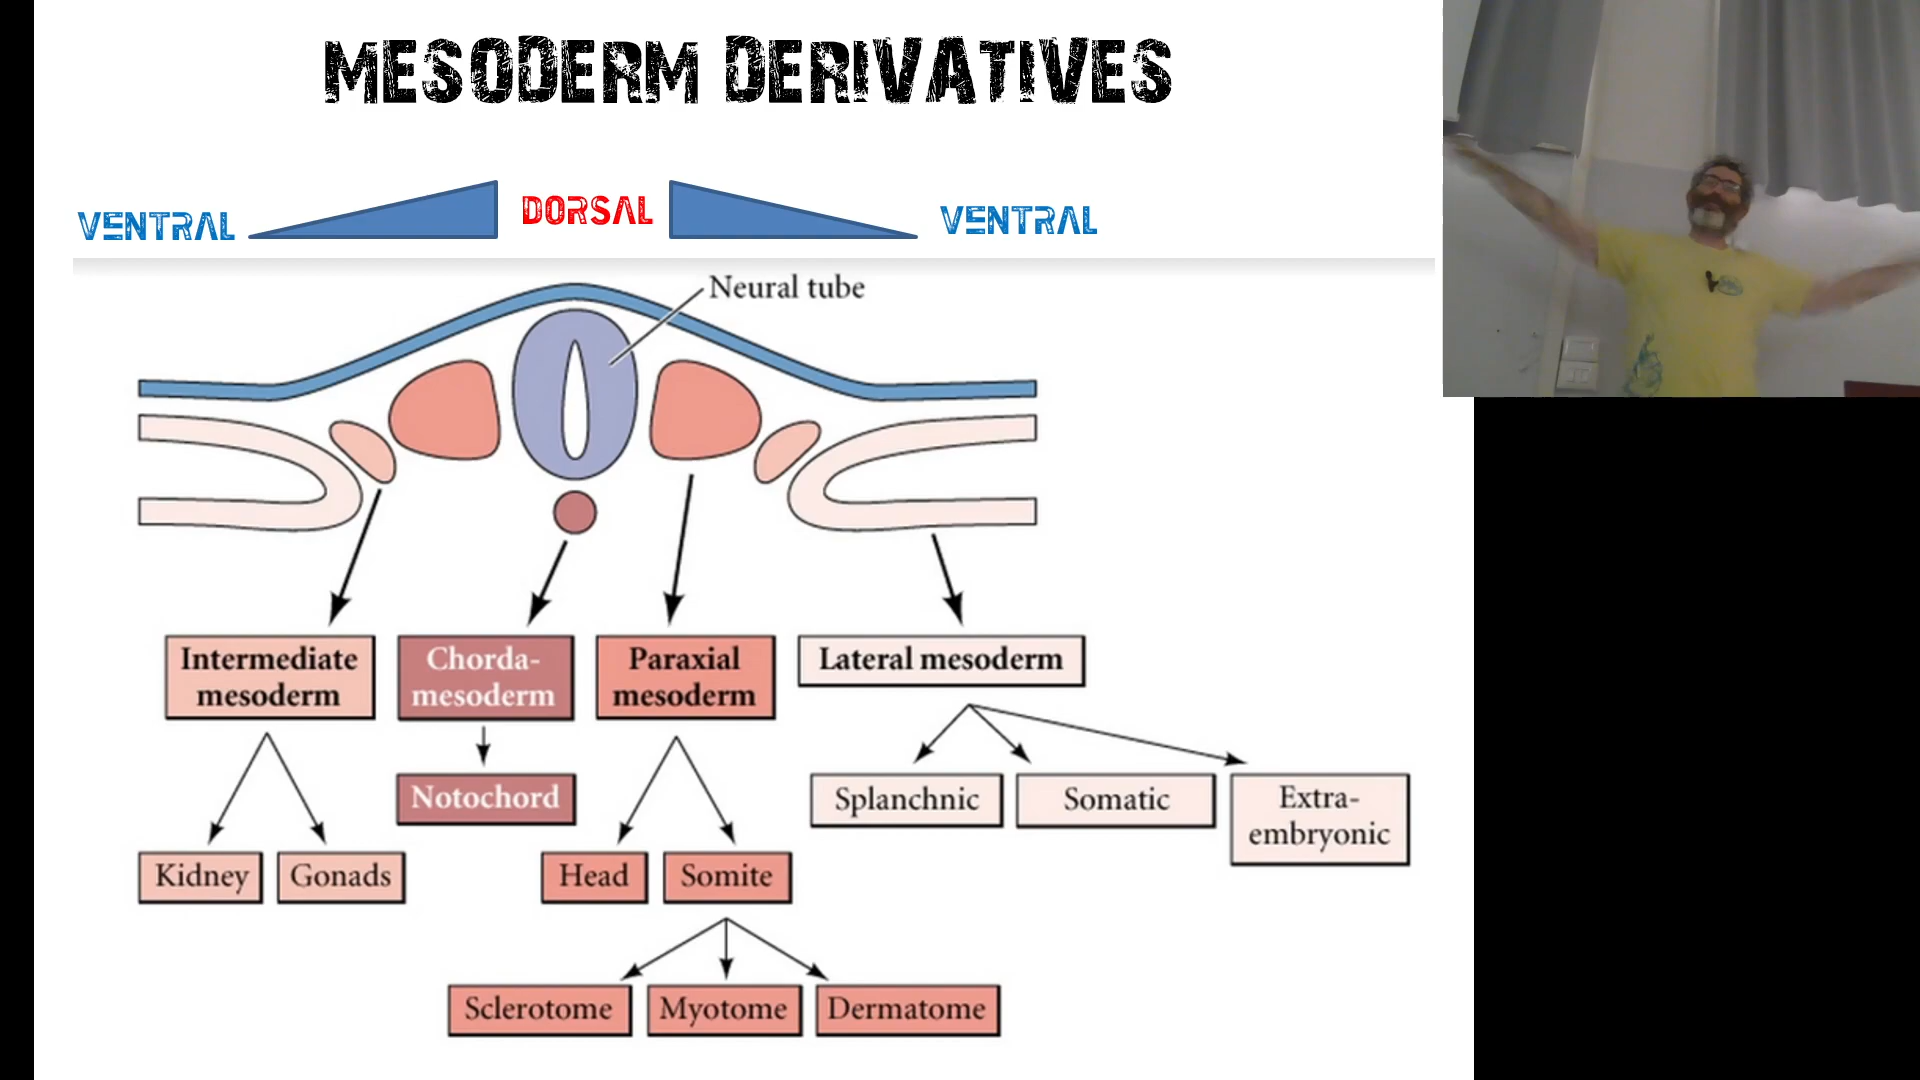 MESODERM DERIVATIVES
VENTRAL
DORSAL
VENTRAL
Neural tube
Intermediate
mesoderm
Chorda-
mesoderm
Paraxial
mesoderm
Lateral mesoderm
Notochord
Splanchnic
Somatic
Extra-
embryonic
Kidney
Gonads
Head
Somite
Sclerotome
Myotome
Dermatome